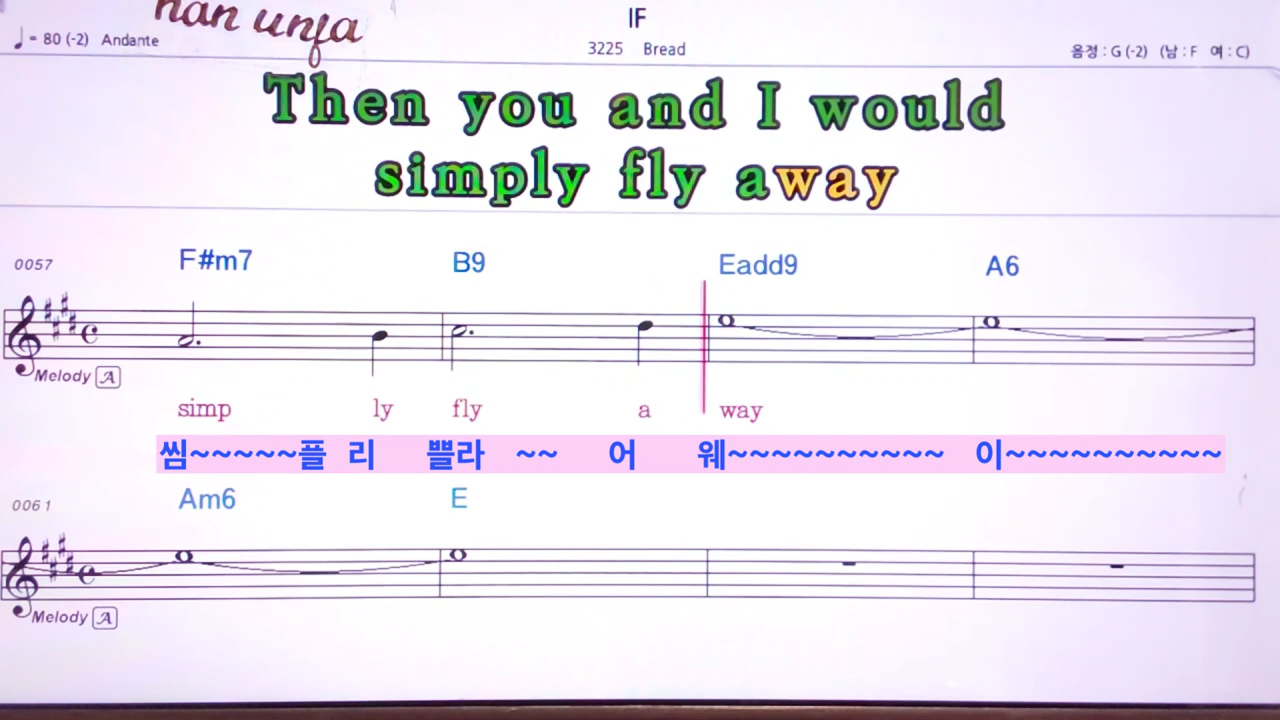 han unja
IF
♩= 80 (-2) Andante
3225 Bread
음정 : G (-2) (남 : F 여 : C)
Then you and I would
simply fly away
0057 F#m7 B9 Eadd9 A6
Melody A
simp ly fly a way
씸~~~~~플 리 쁠라 ~~ 어 웨~~~~~~~~~~ 이~~~~~~~~~~
0061 Am6 E
Melody A